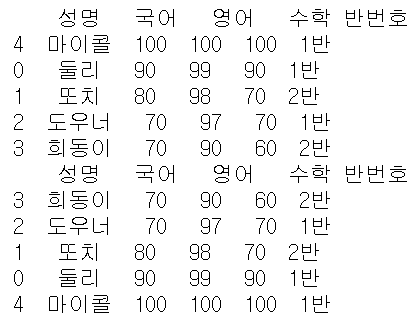 성명 국어 영어 수학 반번호
4 마이콜 100 100 100 1반
0 둘리 90 99 90 1반
1 또치 80 98 70 2반
2 도우너 70 97 70 1반
3 희동이 70 90 60 2반
성명 국어 영어 수학 반번호
3 희동이 70 90 60 2반
2 도우너 70 97 70 1반
1 또치 80 98 70 2반
0 둘리 90 99 90 1반
4 마이콜 100 100 100 1반